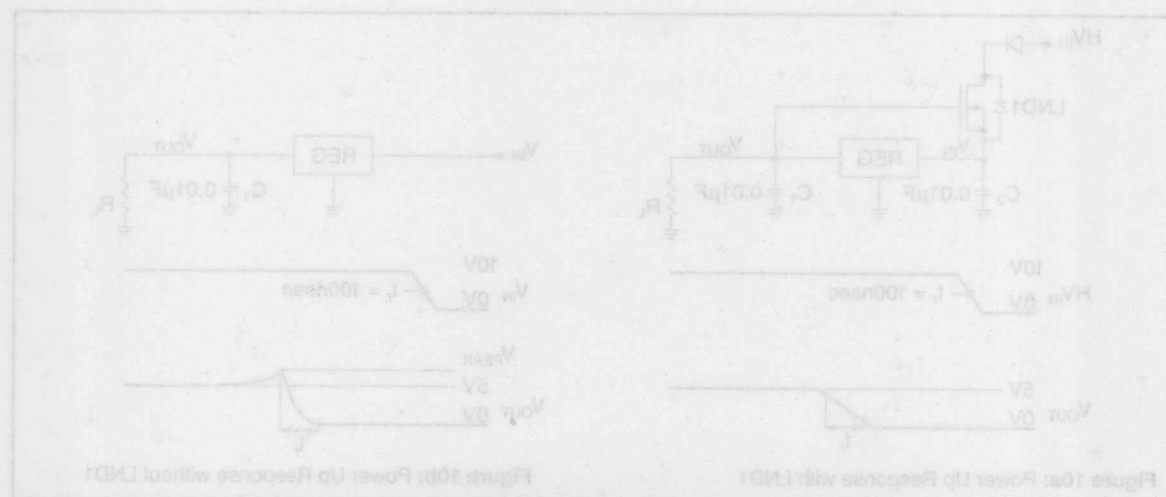 HV_IN
LND1
V_IN
REG
V_OUT
C_2 0.01µF
C_1 0.01µF
R_L
HV_IN
10V
0V
t_r = 100nsec
V_OUT
5V
0V
t_r
Figure 10a: Power Up Response with LND1
V_IN
REG
V_OUT
C_1 0.01µF
R_L
V_IN
10V
0V
t_r = 100nsec
V_OUT
V_PEAK
5V
0V
t_r
Figure 10b: Power Up Response without LND1